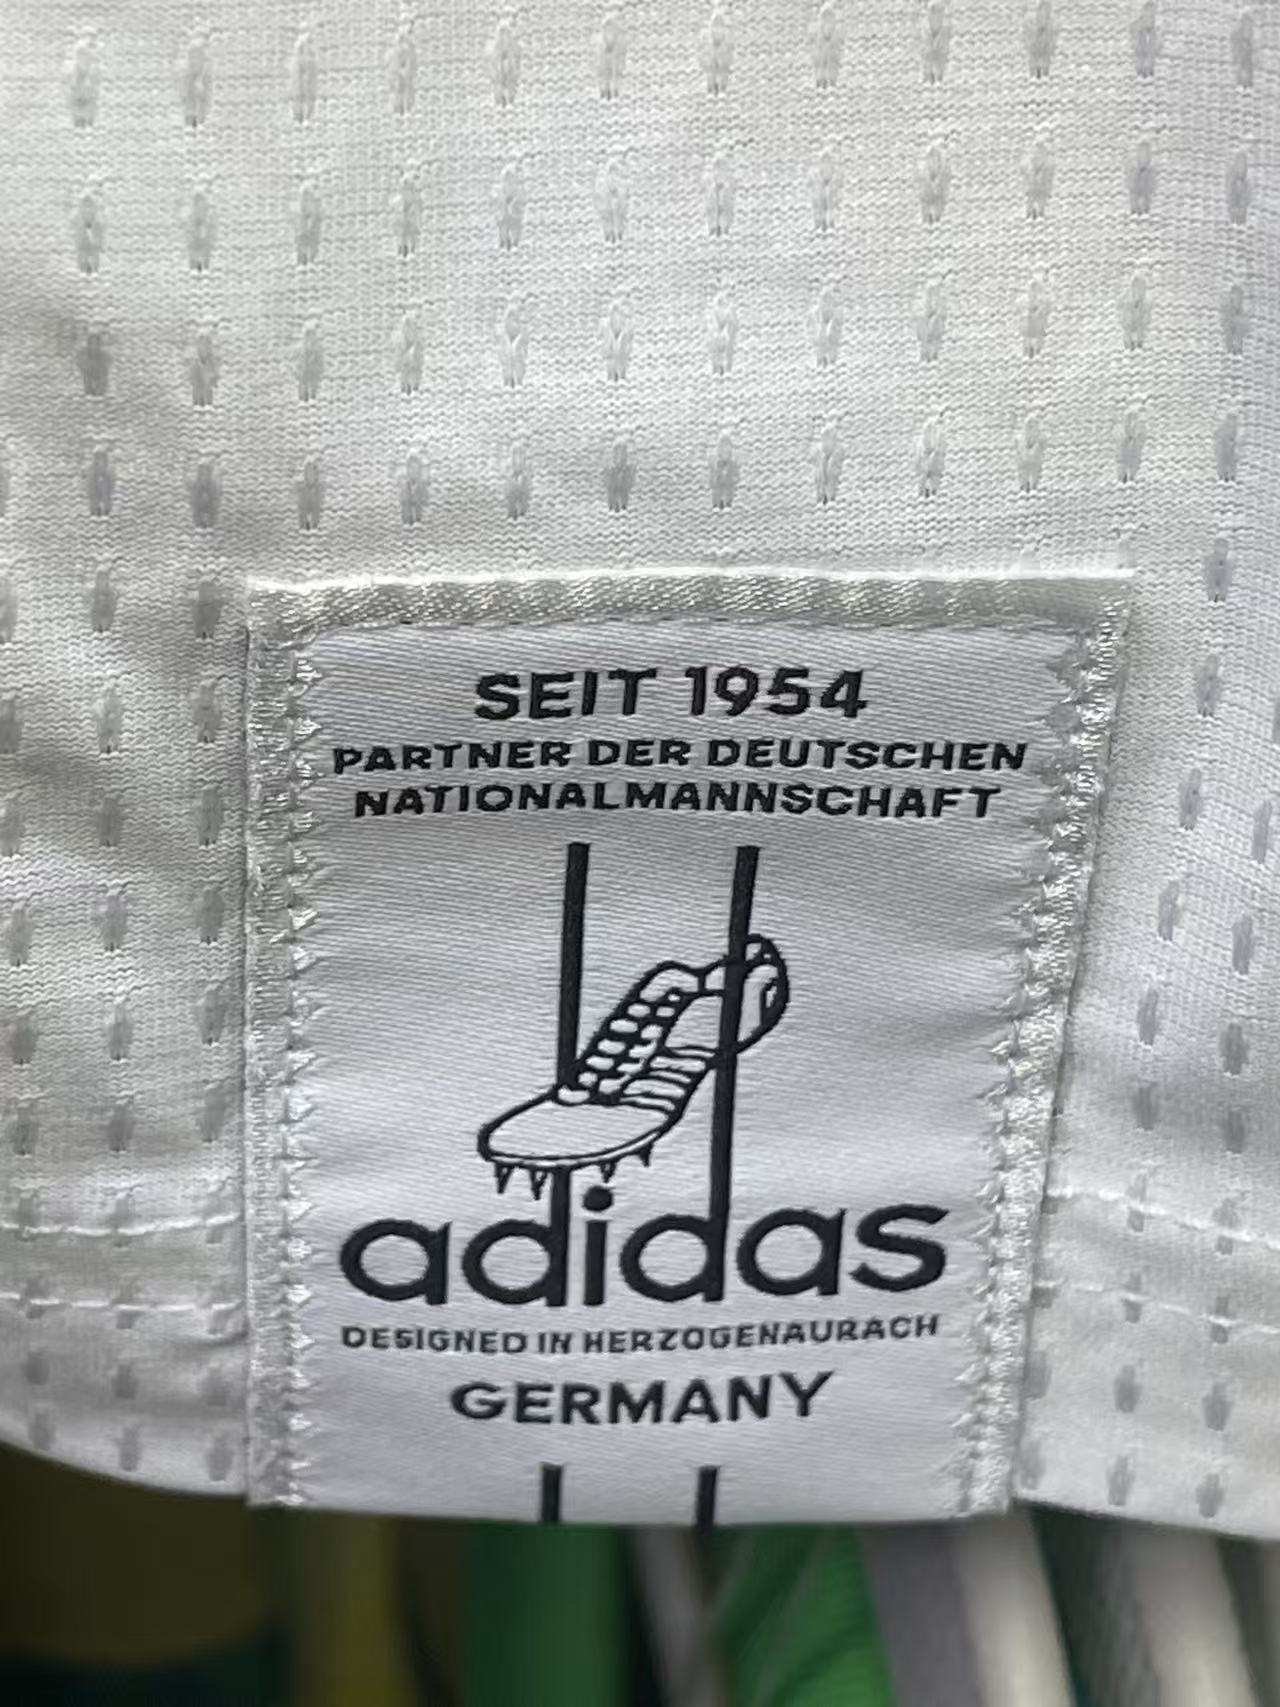 SEIT 1954
PARTNER DER DEUTSCHEN
NATIONALMANNSCHAFT
adidas
DESIGNED IN HERZOGENAURACH
GERMANY